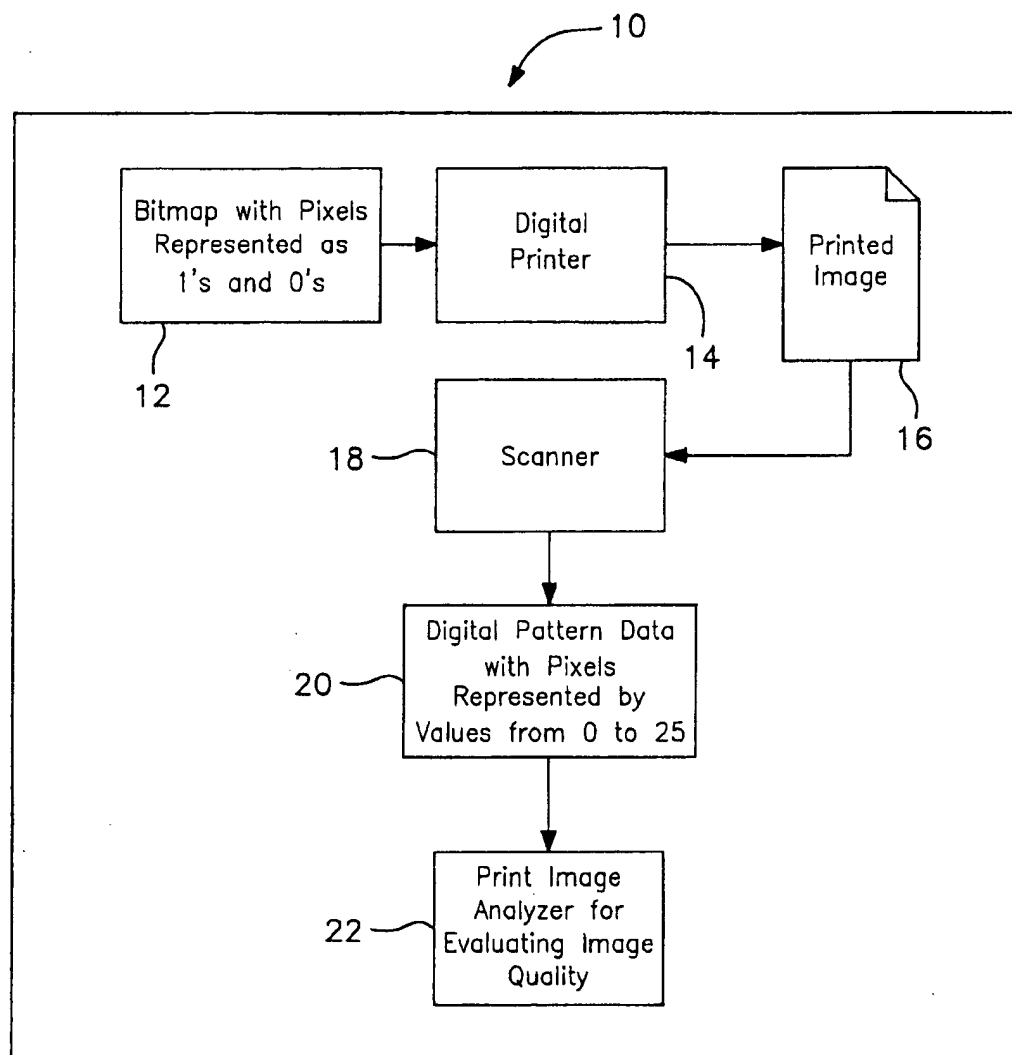 10
Bitmap with Pixels
Represented as
1's and 0's
12
Digital
Printer
14
Printed
Image
16
18
Scanner
20
Digital Pattern Data
with Pixels
Represented by
Values from 0 to 25
22
Print Image
Analyzer for
Evaluating Image
Quality